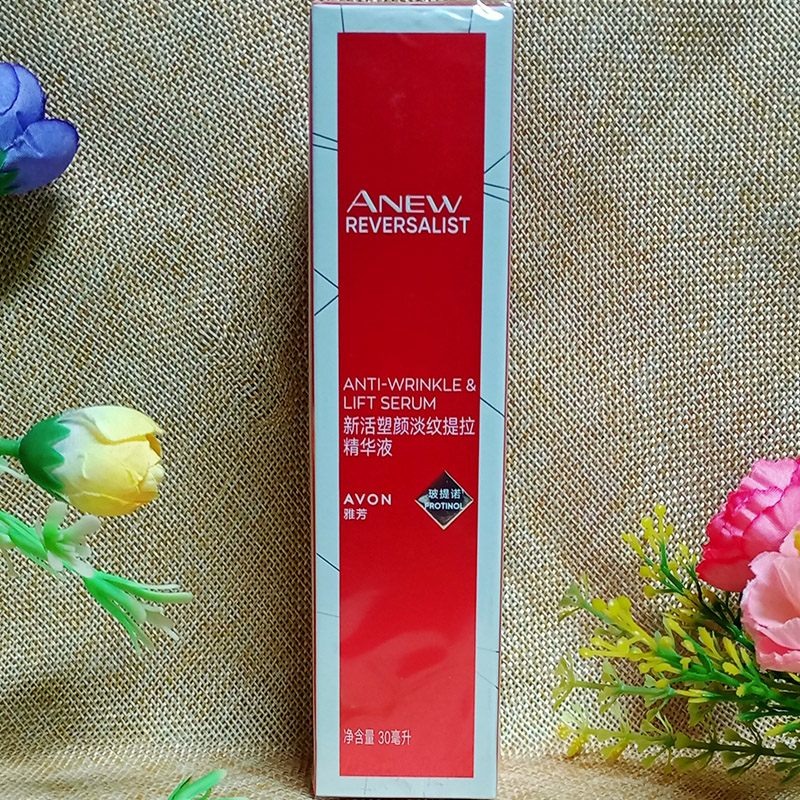 ANEW
REVERSALIST
ANTI-WRINKLE &
LIFT SERUM
新活塑颜淡纹提拉
精华液
AVON
雅芳
玻提诺
PROTINOL
净含量 30毫升